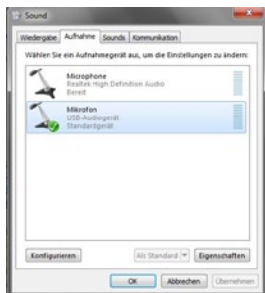 Sound
Wiedergabe Aufnahme Sounds Kommunikation
Wählen Sie ein Aufnahmegerät aus, um die Einstellungen zu ändern:
Microphone
Realtek High Definition Audio
Bereit
Mikrofon
USB-Audiogerät
Standardgerät
Konfigurieren Als Standard Eigenschaften
OK Abbrechen Übernehmen